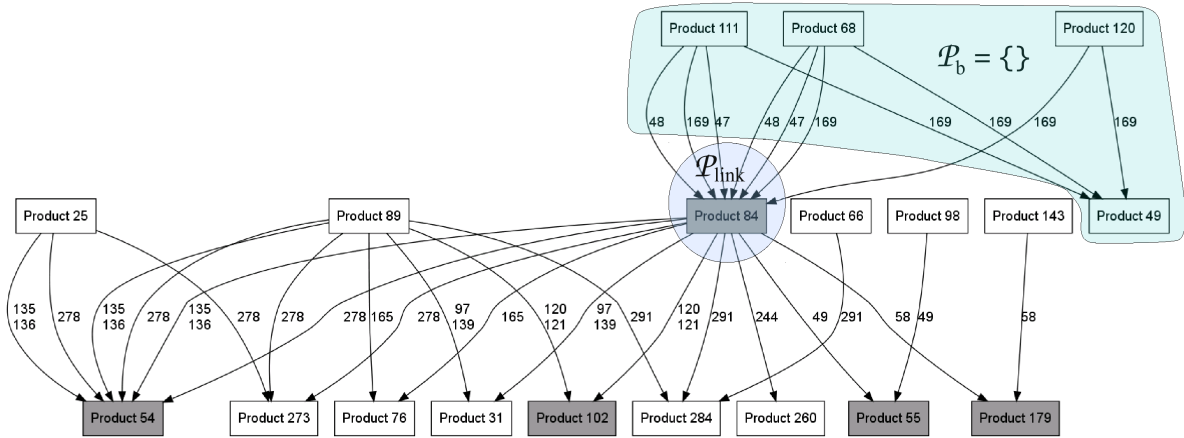 Product 111
Product 68
Product 120
𝒫b = {}
48
169
47
48
47
169
169
169
169
169
𝒫link
Product 25
Product 89
Product 84
Product 66
Product 98
Product 143
Product 49
135
136
278
135
136
278
135
136
278
278
278
165
278
97
139
165
120
121
97
139
291
120
121
291
244
49
291
58
49
58
Product 54
Product 273
Product 76
Product 31
Product 102
Product 284
Product 260
Product 55
Product 179